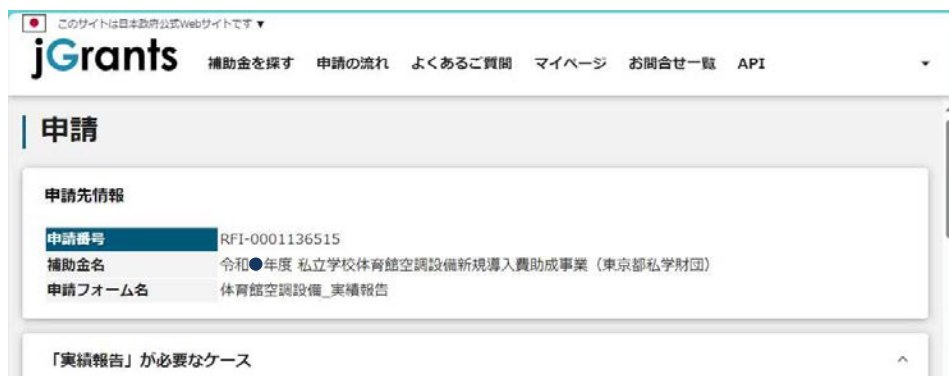 このサイトは日本政府公式Webサイトです ▼
jGrants 補助金を探す 申請の流れ よくあるご質問 マイページ お問合せ一覧 API
申請
申請先情報
申請番号 RFI-0001136515
補助金名 令和●年度 私立学校体育館空調設備新規導入費助成事業（東京都私学財団）
申請フォーム名 体育館空調設備_実績報告
「実績報告」が必要なケース